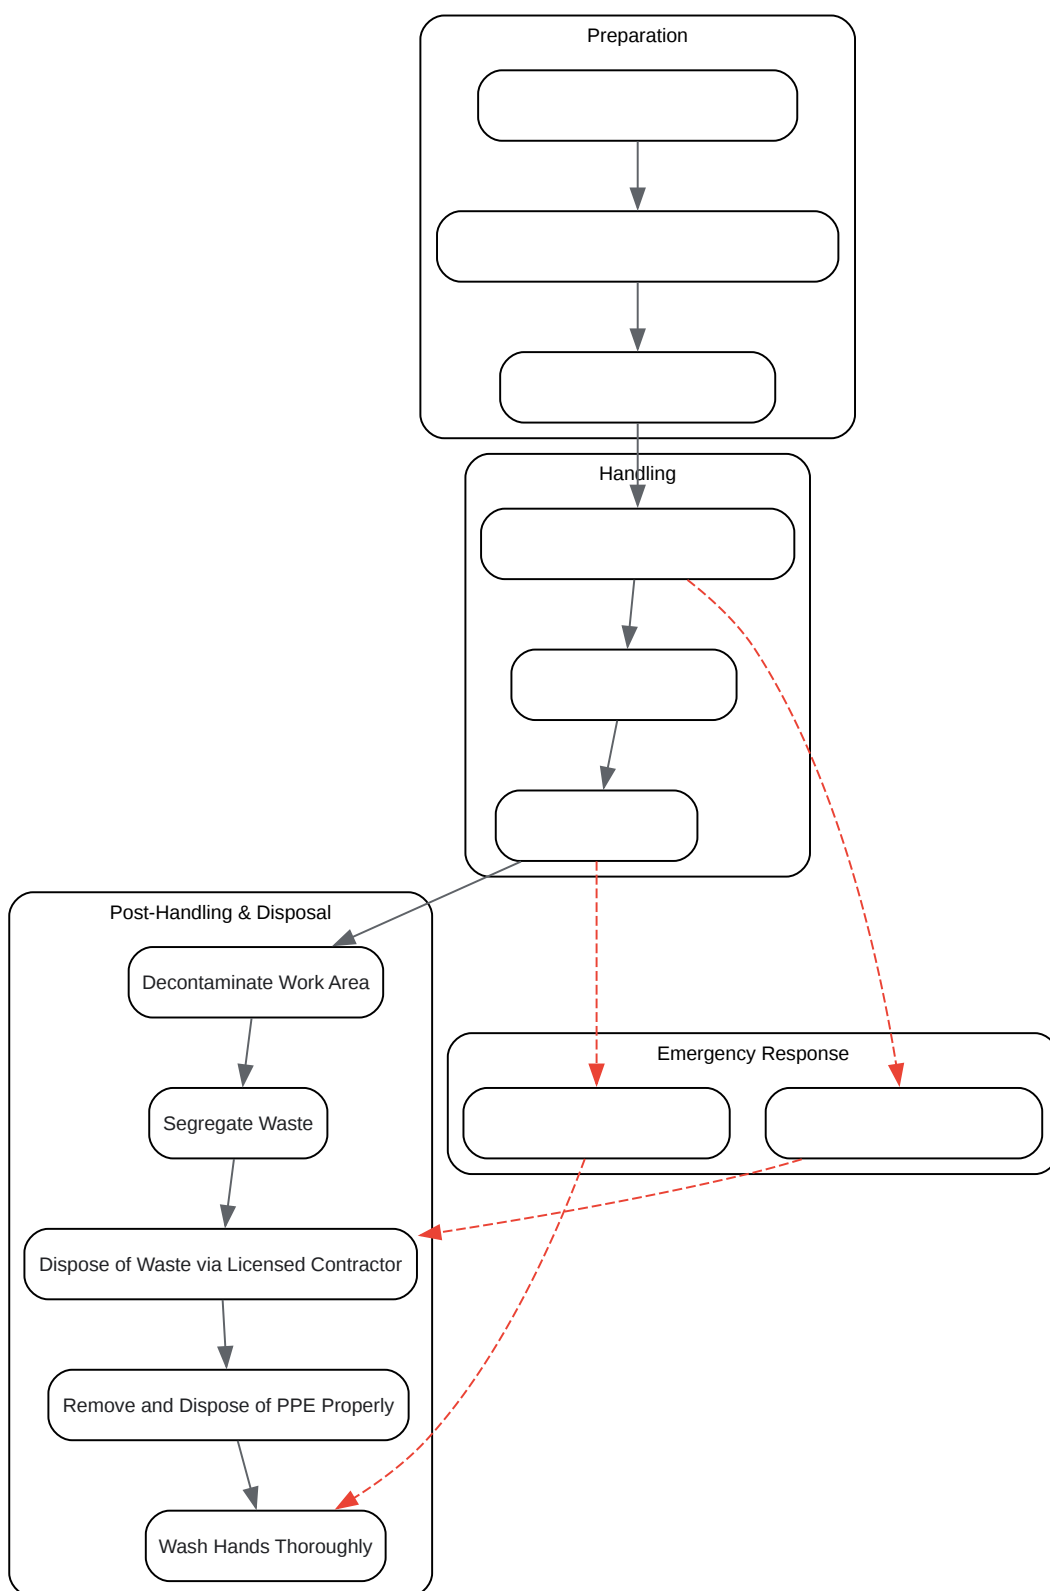 Preparation
Handling
Post-Handling & Disposal
Decontaminate Work Area
Emergency Response
Segregate Waste
Dispose of Waste via Licensed Contractor
Remove and Dispose of PPE Properly
Wash Hands Thoroughly